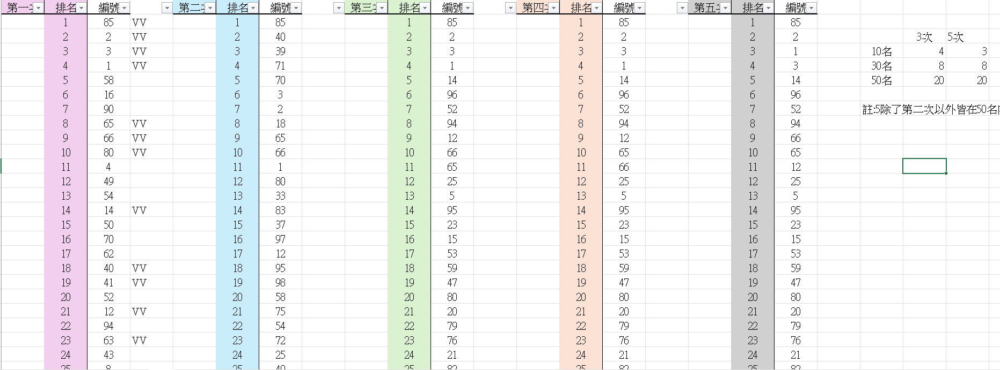 第一 排名 編號 第二 排名 編號 第三 排名 編號 第四 排名 編號 第五 排名 編號
1 85 VV 1 85 1 85 1 85 1 85
2 2 VV 2 40 2 2 2 2 2 2 3次 5次
3 3 VV 3 39 3 3 3 3 3 1 10名 4 3
4 1 VV 4 71 4 1 4 1 4 3 30名 8 8
5 58 5 70 5 14 5 14 5 14 50名 20 20
6 16 6 3 6 96 6 96 6 96
7 90 7 2 7 52 7 52 7 52 註:5除了第二次以外皆在50名
8 65 VV 8 18 8 94 8 94 8 94
9 66 VV 9 65 9 12 9 12 9 66
10 80 VV 10 66 10 66 10 65 10 65
11 4 11 1 11 65 11 66 11 12
12 49 12 80 12 25 12 25 12 25
13 54 13 33 13 5 13 5 13 5
14 14 VV 14 83 14 95 14 95 14 95
15 50 15 37 15 23 15 23 15 23
16 70 16 97 16 15 16 15 16 15
17 62 17 12 17 53 17 53 17 53
18 40 VV 18 95 18 59 18 59 18 59
19 41 VV 19 98 19 47 19 47 19 47
20 52 20 58 20 80 20 80 20 80
21 12 VV 21 75 21 20 21 20 21 20
22 94 22 54 22 79 22 79 22 79
23 63 VV 23 72 23 76 23 76 23 76
24 43 24 25 24 21 24 21 24 21
25 8 25 25 82 25 82 25 82